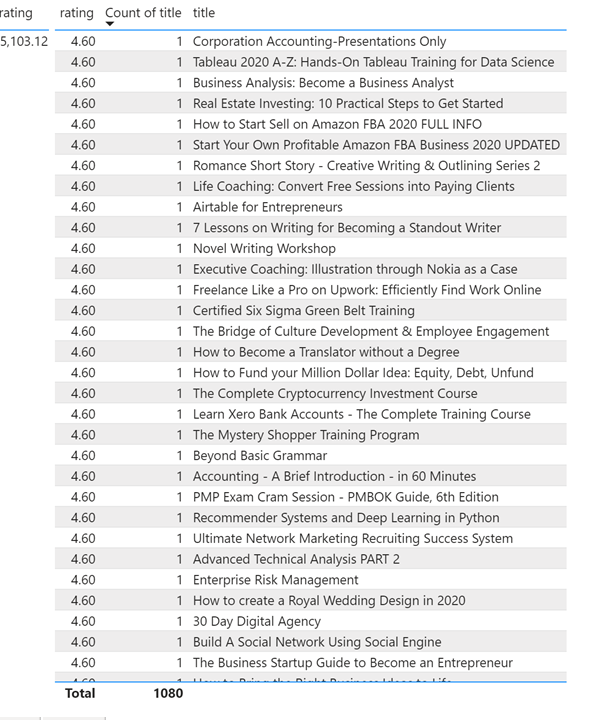 rating rating Count of title title
5,103.12 4.60 1 Corporation Accounting-Presentations Only
4.60 1 Tableau 2020 A-Z: Hands-On Tableau Training for Data Science
4.60 1 Business Analysis: Become a Business Analyst
4.60 1 Real Estate Investing: 10 Practical Steps to Get Started
4.60 1 How to Start Sell on Amazon FBA 2020 FULL INFO
4.60 1 Start Your Own Profitable Amazon FBA Business 2020 UPDATED
4.60 1 Romance Short Story - Creative Writing & Outlining Series 2
4.60 1 Life Coaching: Convert Free Sessions into Paying Clients
4.60 1 Airtable for Entrepreneurs
4.60 1 7 Lessons on Writing for Becoming a Standout Writer
4.60 1 Novel Writing Workshop
4.60 1 Executive Coaching: Illustration through Nokia as a Case
4.60 1 Freelance Like a Pro on Upwork: Efficiently Find Work Online
4.60 1 Certified Six Sigma Green Belt Training
4.60 1 The Bridge of Culture Development & Employee Engagement
4.60 1 How to Become a Translator without a Degree
4.60 1 How to Fund your Million Dollar Idea: Equity, Debt, Unfund
4.60 1 The Complete Cryptocurrency Investment Course
4.60 1 Learn Xero Bank Accounts - The Complete Training Course
4.60 1 The Mystery Shopper Training Program
4.60 1 Beyond Basic Grammar
4.60 1 Accounting - A Brief Introduction - in 60 Minutes
4.60 1 PMP Exam Cram Session - PMBOK Guide, 6th Edition
4.60 1 Recommender Systems and Deep Learning in Python
4.60 1 Ultimate Network Marketing Recruiting Success System
4.60 1 Advanced Technical Analysis PART 2
4.60 1 Enterprise Risk Management
4.60 1 How to create a Royal Wedding Design in 2020
4.60 1 30 Day Digital Agency
4.60 1 Build A Social Network Using Social Engine
4.60 1 The Business Startup Guide to Become an Entrepreneur
Total 1080